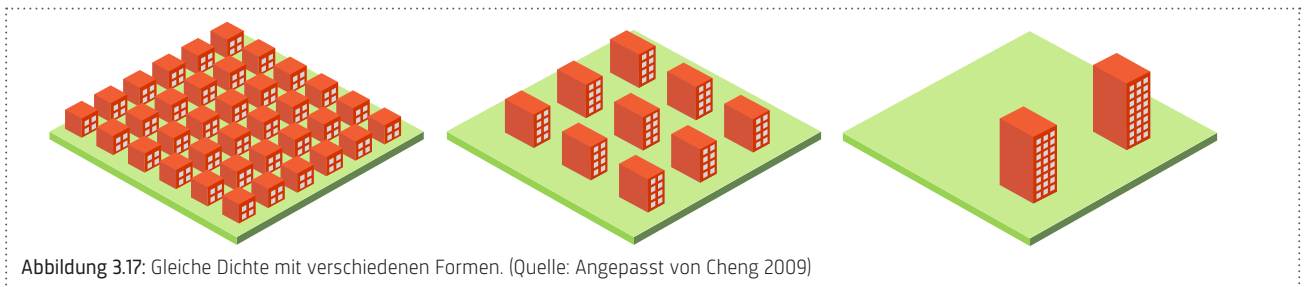 Abbildung 3.17: Gleiche Dichte mit verschiedenen Formen. (Quelle: Angepasst von Cheng 2009)